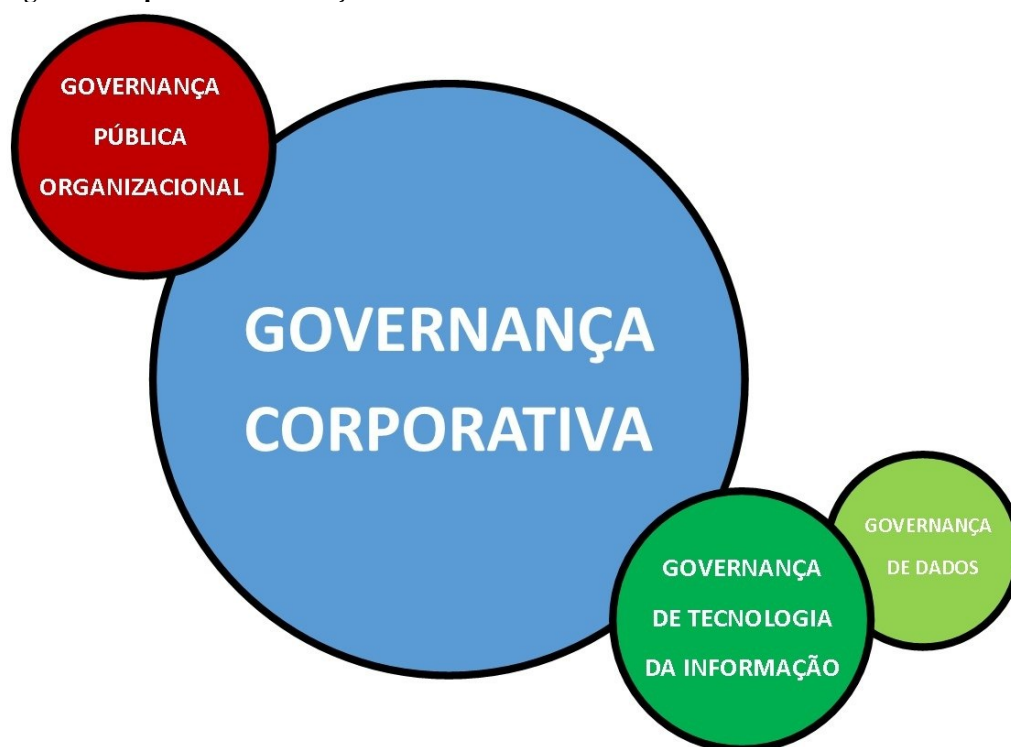 GOVERNANÇA
PÚBLICA
ORGANIZACIONAL
GOVERNANÇA
CORPORATIVA
GOVERNANÇA
DE TECNOLOGIA
DA INFORMAÇÃO
GOVERNANÇA
DE DADOS